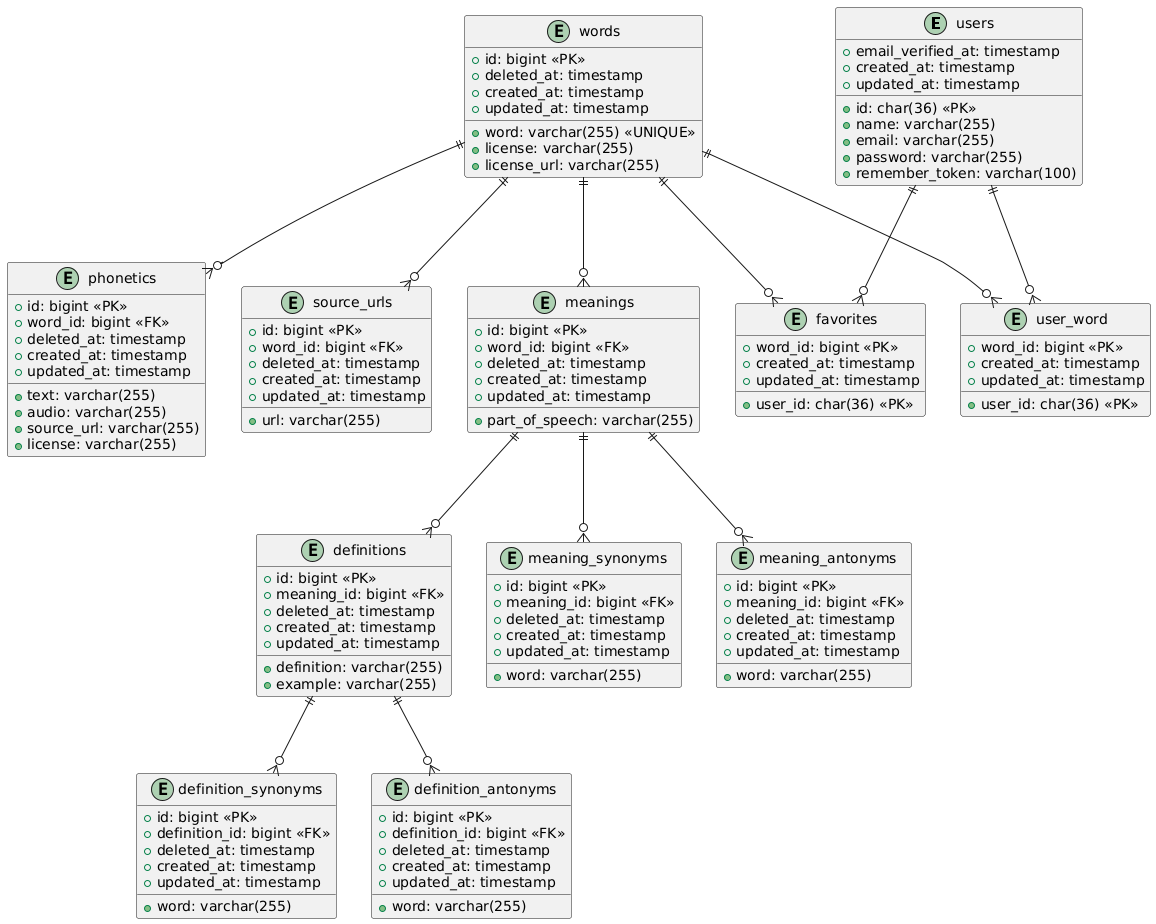 E words
+ id: bigint «PK»
+ deleted_at: timestamp
+ created_at: timestamp
+ updated_at: timestamp
word: varchar(255) «UNIQUE»
license: varchar(255)
license_url: varchar(255)
E users
email_verified_at: timestamp
created_at: timestamp
updated_at: timestamp
id: char(36) «PK»
name: varchar(255)
email: varchar(255)
password: varchar(255)
remember_token: varchar(100)
E phonetics
id: bigint «PK»
word_id: bigint «FK»
deleted_at: timestamp
created_at: timestamp
updated_at: timestamp
text: varchar(255)
audio: varchar(255)
source_url: varchar(255)
license: varchar(255)
E source_urls
id: bigint «PK»
word_id: bigint «FK»
deleted_at: timestamp
created_at: timestamp
updated_at: timestamp
url: varchar(255)
E meanings
id: bigint «PK»
word_id: bigint «FK»
deleted_at: timestamp
created_at: timestamp
updated_at: timestamp
part_of_speech: varchar(255)
E favorites
word_id: bigint «PK»
created_at: timestamp
updated_at: timestamp
user_id: char(36) «PK»
E user_word
word_id: bigint «PK»
created_at: timestamp
updated_at: timestamp
user_id: char(36) «PK»
E definitions
id: bigint «PK»
meaning_id: bigint «FK»
deleted_at: timestamp
created_at: timestamp
updated_at: timestamp
definition: varchar(255)
example: varchar(255)
E meaning_synonyms
id: bigint «PK»
meaning_id: bigint «FK»
deleted_at: timestamp
created_at: timestamp
updated_at: timestamp
word: varchar(255)
E meaning_antonyms
id: bigint «PK»
meaning_id: bigint «FK»
deleted_at: timestamp
created_at: timestamp
updated_at: timestamp
word: varchar(255)
E definition_synonyms
id: bigint «PK»
definition_id: bigint «FK»
deleted_at: timestamp
created_at: timestamp
updated_at: timestamp
word: varchar(255)
E definition_antonyms
id: bigint «PK»
definition_id: bigint «FK»
deleted_at: timestamp
created_at: timestamp
updated_at: timestamp
word: varchar(255)